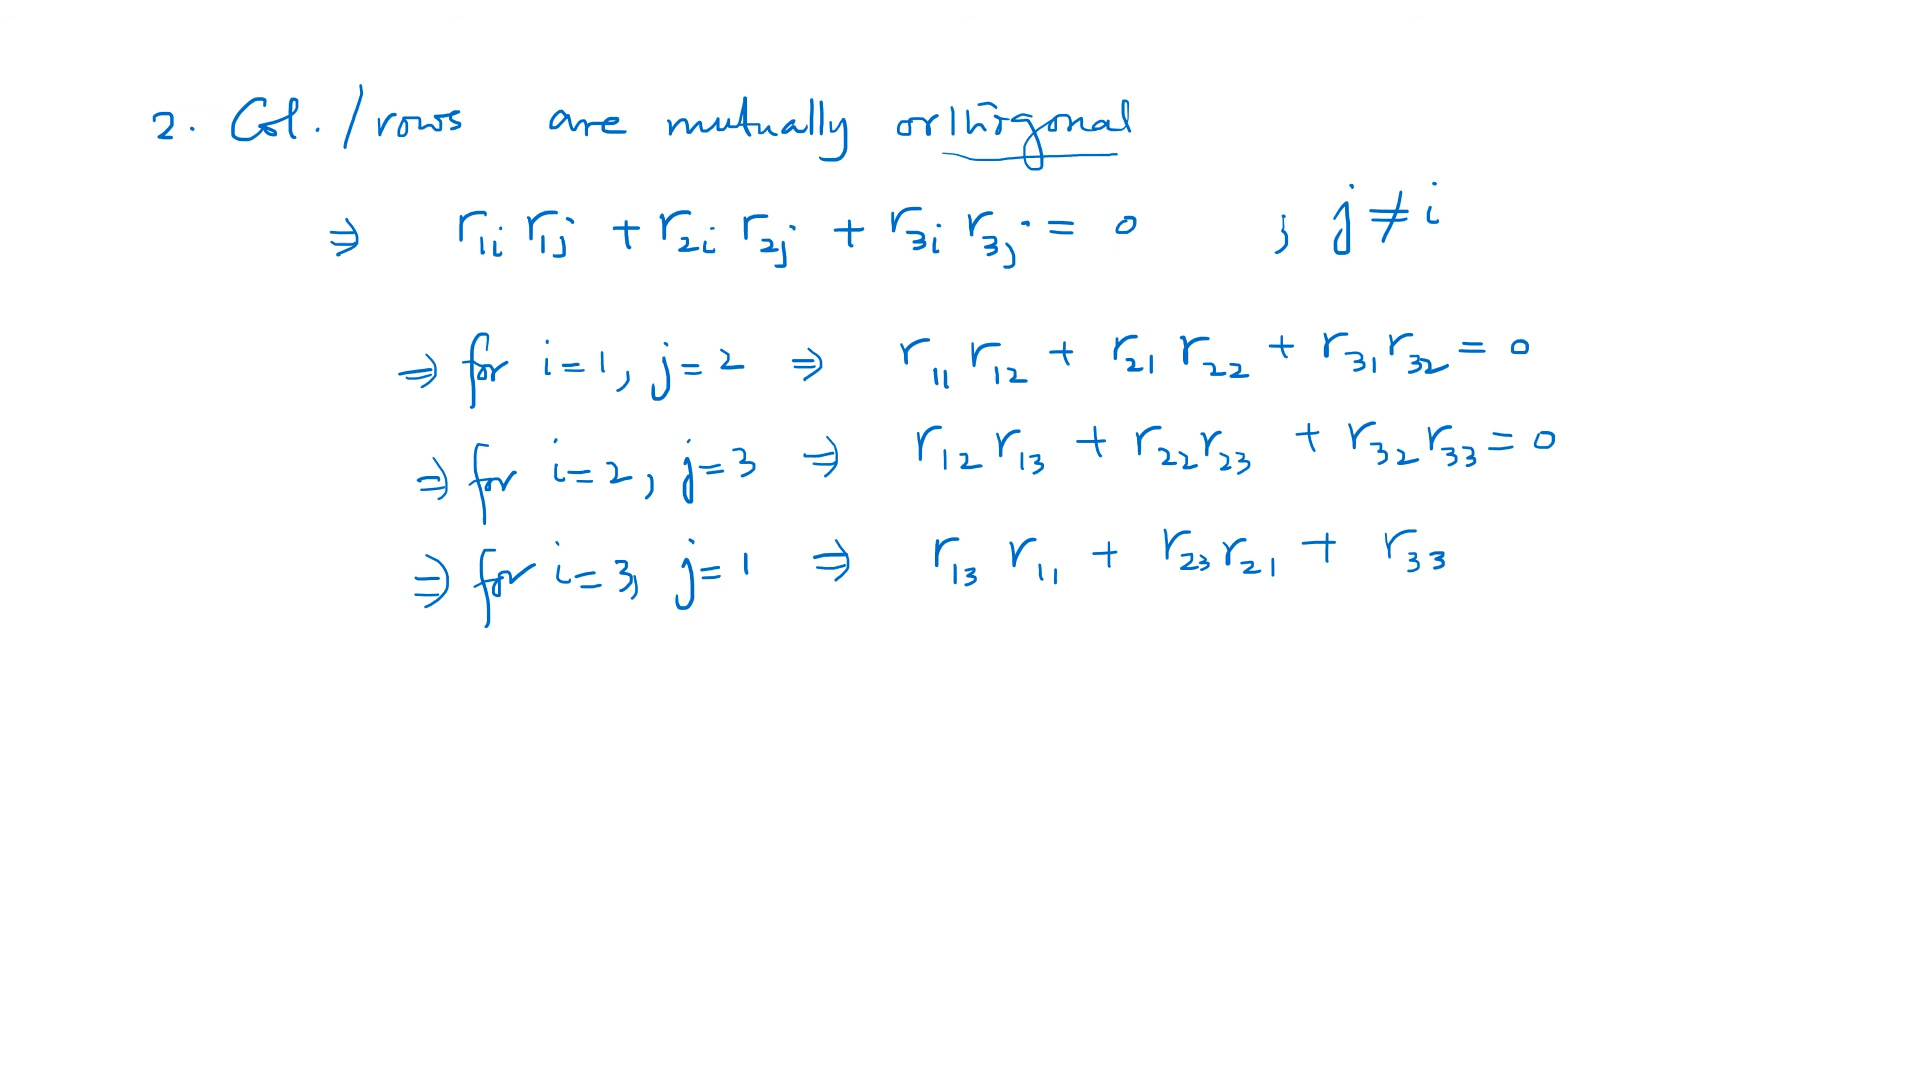 2. Col. / rows are mutually orthogonal
⇒ r₁ᵢ r₁ⱼ + r₂ᵢ r₂ⱼ + r₃ᵢ r₃ⱼ = 0 ; j ≠ i
⇒ for i=1, j=2 ⇒ r₁₁ r₁₂ + r₂₁ r₂₂ + r₃₁ r₃₂ = 0
⇒ for i=2, j=3 ⇒ r₁₂ r₁₃ + r₂₂ r₂₃ + r₃₂ r₃₃ = 0
⇒ for i=3, j=1 ⇒ r₁₃ r₁₁ + r₂₃ r₂₁ + r₃₃